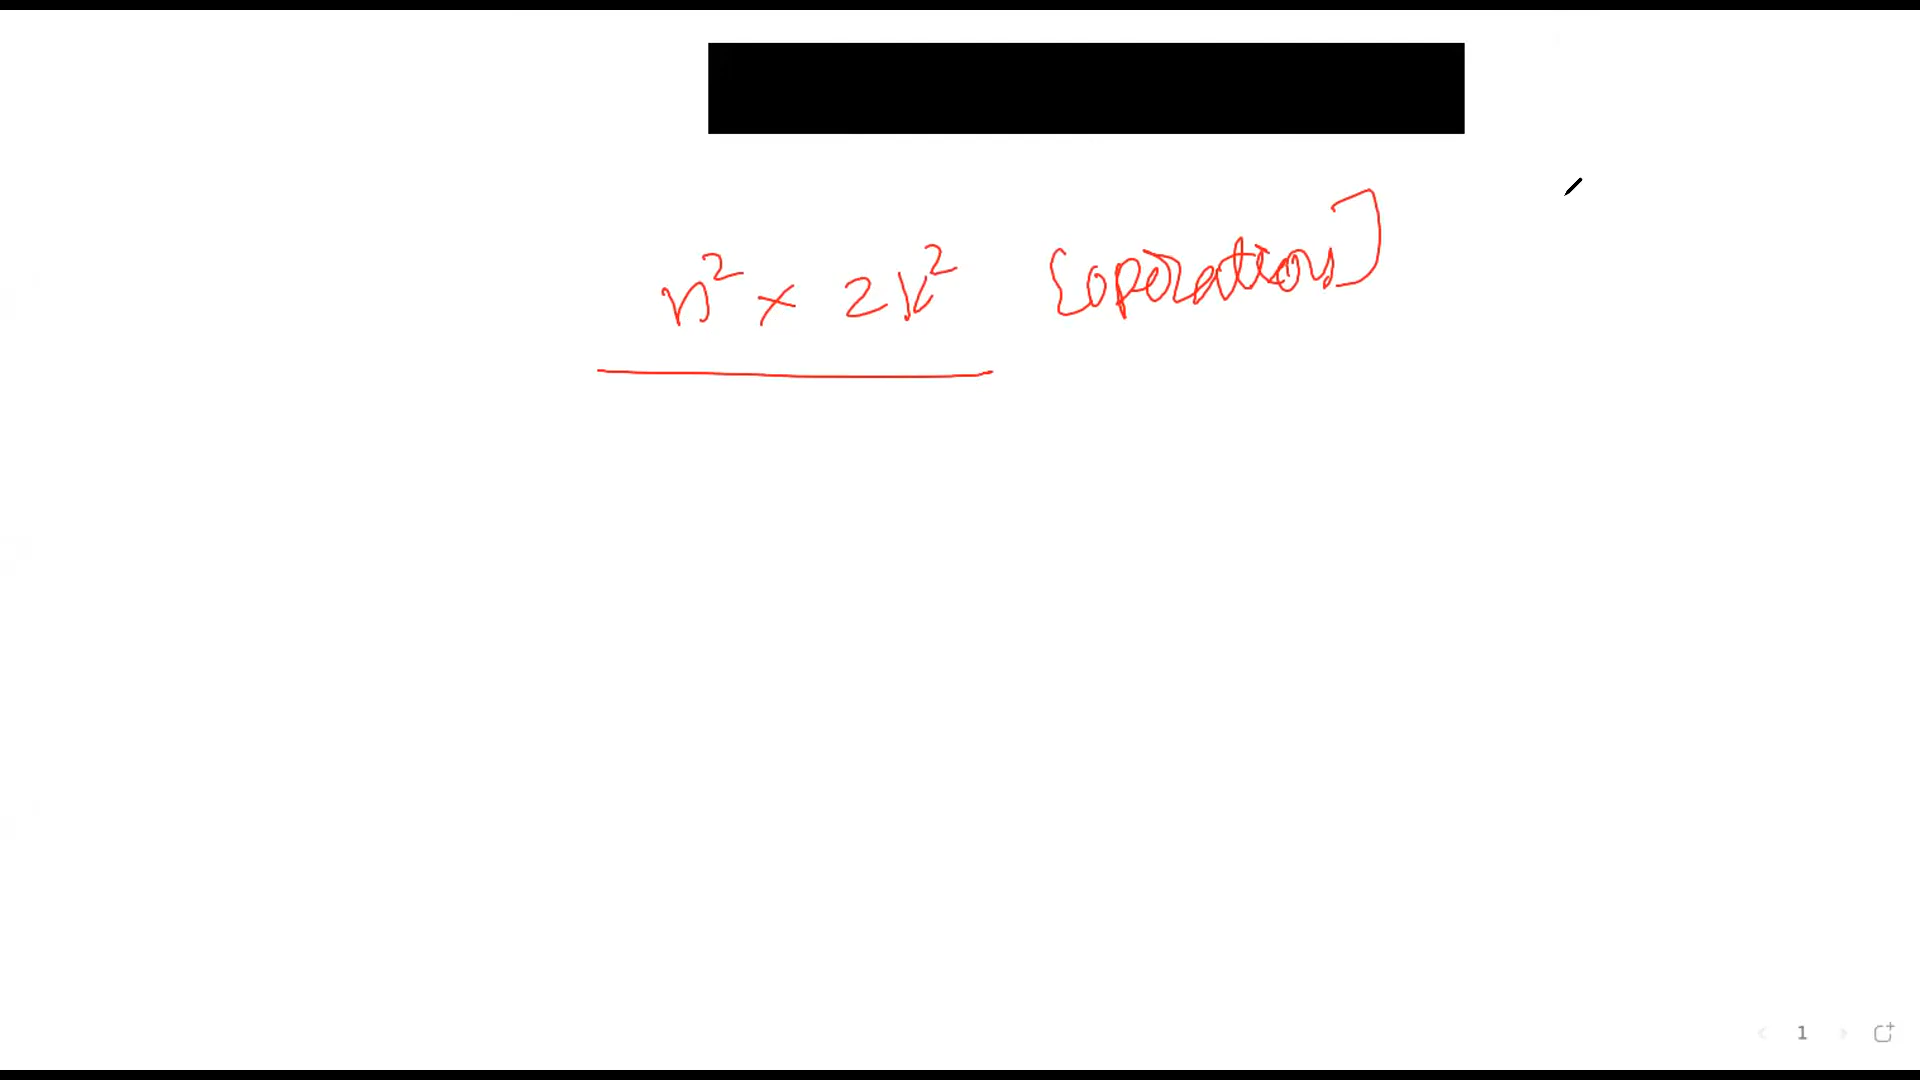 n² × 2k² [operations]
1